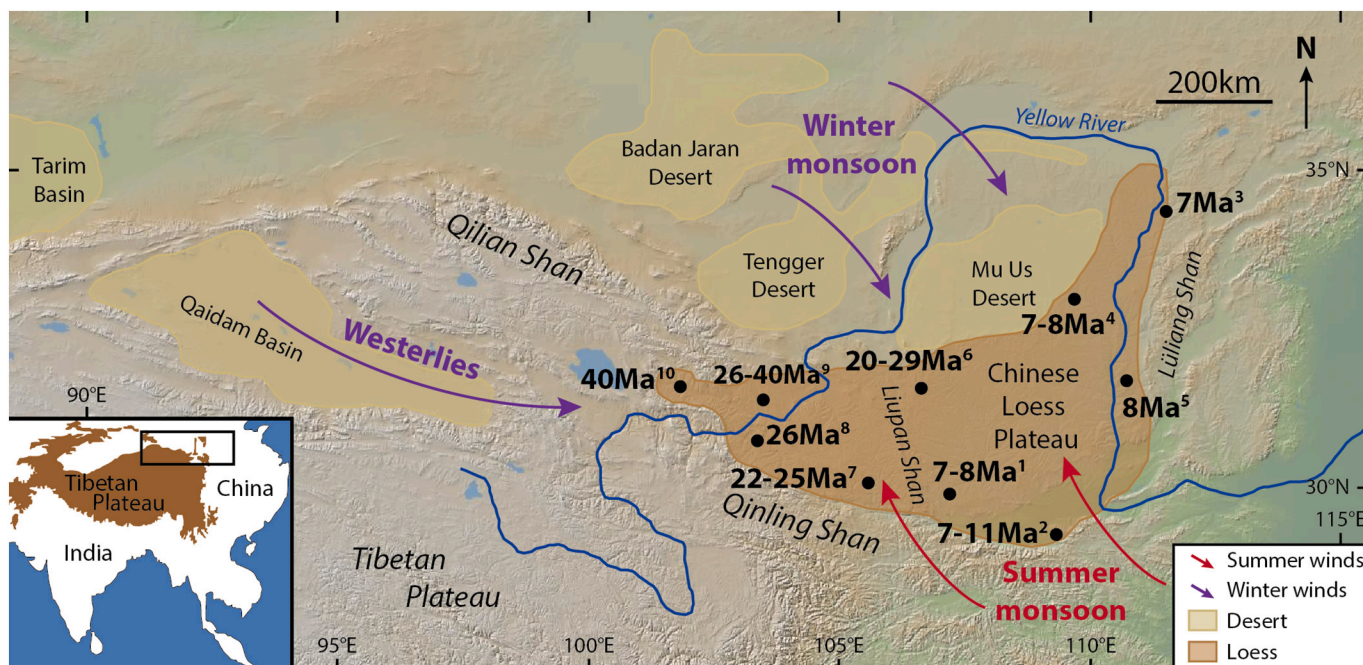 N
200km
Yellow River
Winter
monsoon
Badan Jaran
Desert
Tarim
Basin
35°N
7Ma³
Qilian Shan
Tengger
Desert
Mu Us
Desert
7-8Ma⁴
Lüliang Shan
Qaidam Basin
Westerlies
40Ma¹⁰
26-40Ma⁹
20-29Ma⁶
Chinese
Loess
Plateau
8Ma⁵
90°E
Liupan Shan
26Ma⁸
22-25Ma⁷
7-8Ma¹
30°N
115°E
Qinling Shan
7-11Ma²
Tibetan
Plateau
China
India
Tibetan
Plateau
Summer
monsoon
Summer winds
Winter winds
Desert
Loess
95°E
100°E
105°E
110°E